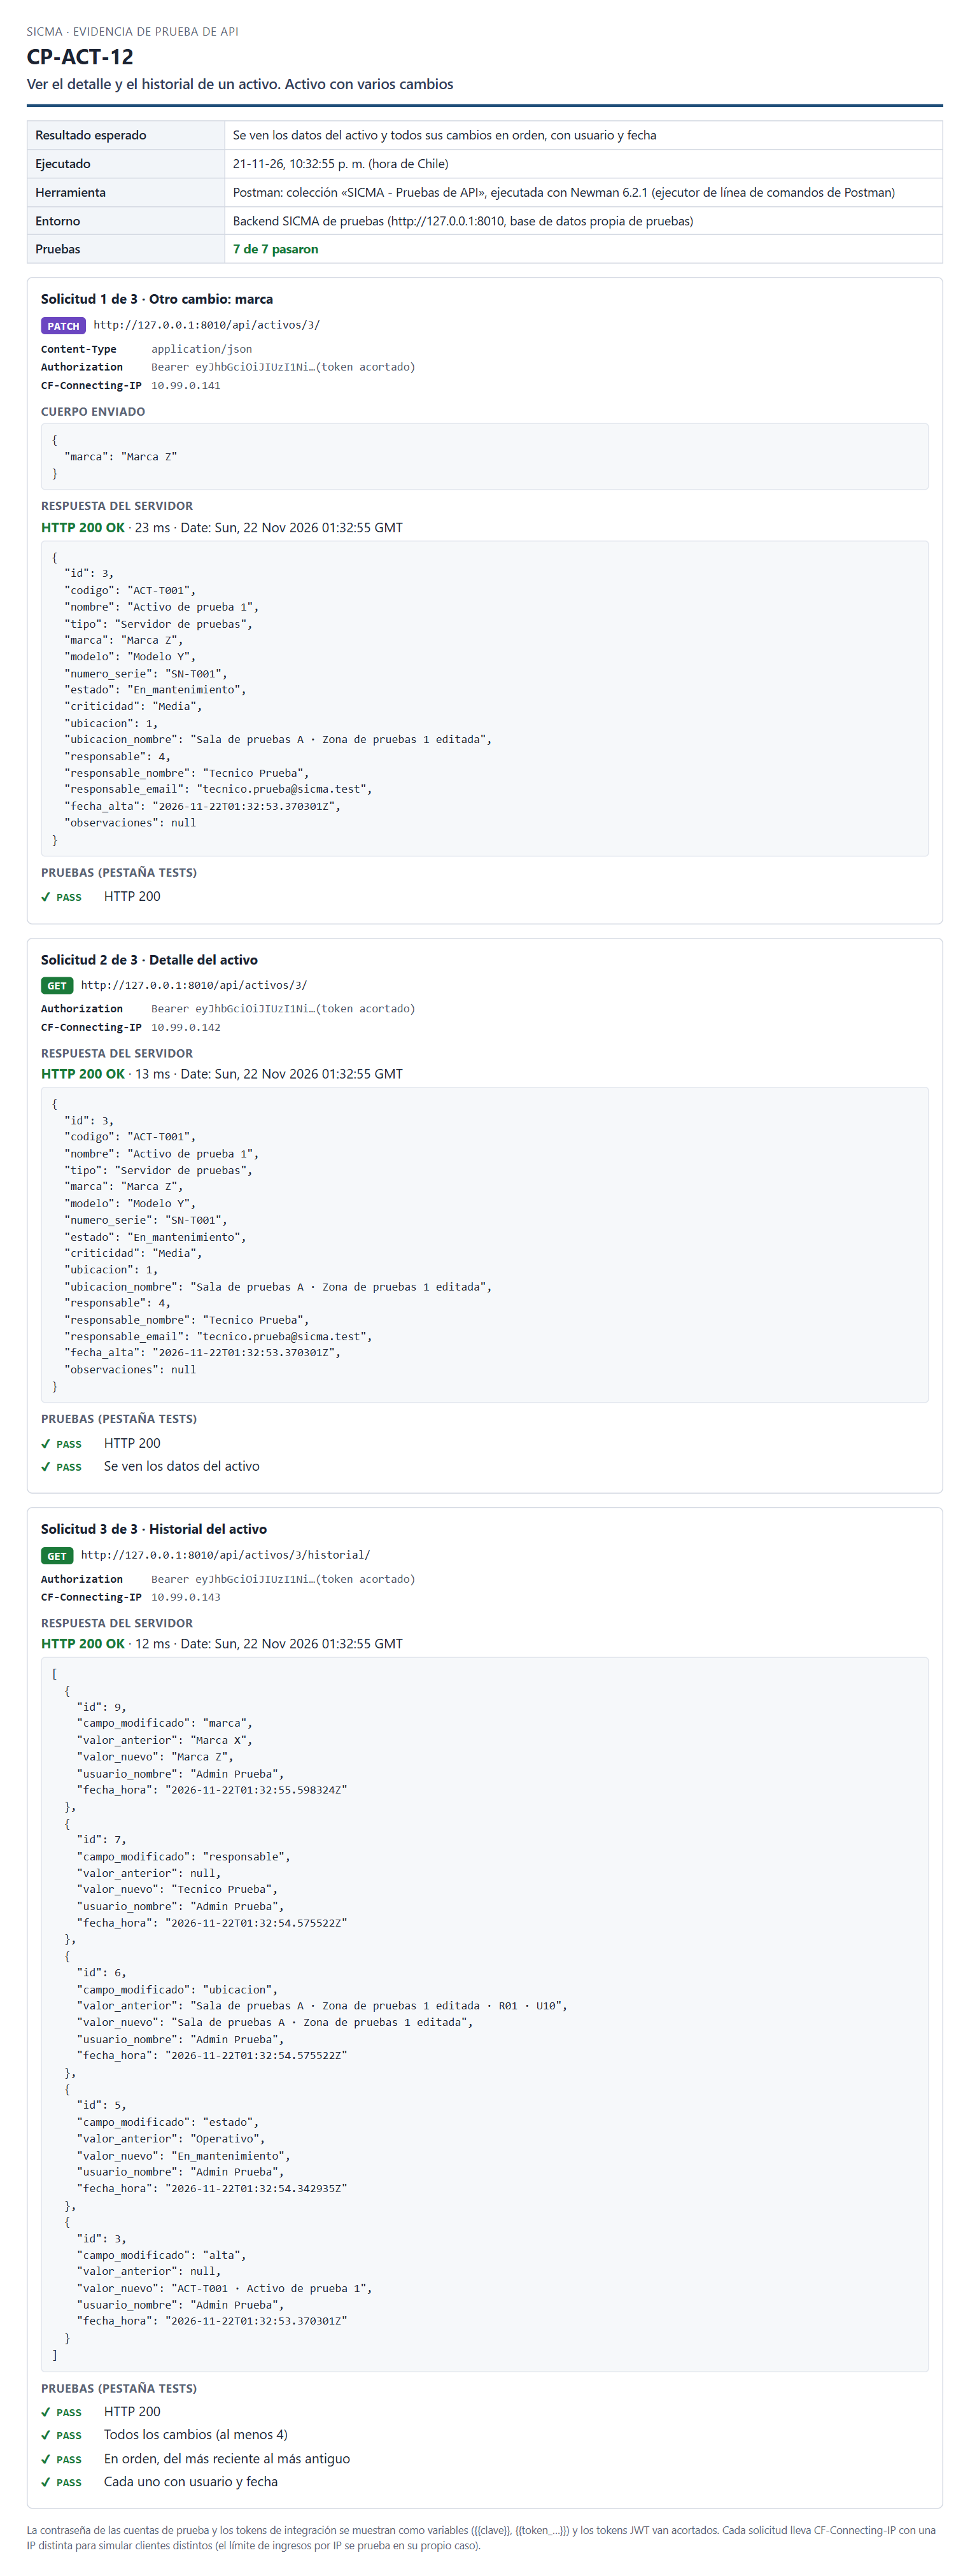 SICMA · EVIDENCIA DE PRUEBA DE API
CP-ACT-12
Ver el detalle y el historial de un activo. Activo con varios cambios
Resultado esperado Se ven los datos del activo y todos sus cambios en orden, con usuario y fecha
Ejecutado 21-11-26, 10:32:55 p. m. (hora de Chile)
Herramienta Postman: colección «SICMA - Pruebas de API», ejecutada con Newman 6.2.1 (ejecutor de línea de comandos de Postman)
Entorno Backend SICMA de pruebas (http://127.0.0.1:8010, base de datos propia de pruebas)
Pruebas 7 de 7 pasaron
Solicitud 1 de 3 · Otro cambio: marca
PATCH http://127.0.0.1:8010/api/activos/3/
Content-Type application/json
Authorization Bearer eyJhbGciOiJIUzI1Ni…(token acortado)
CF-Connecting-IP 10.99.0.141
CUERPO ENVIADO
{
"marca": "Marca Z"
}
RESPUESTA DEL SERVIDOR
HTTP 200 OK · 23 ms · Date: Sun, 22 Nov 2026 01:32:55 GMT
{
"id": 3,
"codigo": "ACT-T001",
"nombre": "Activo de prueba 1",
"tipo": "Servidor de pruebas",
"marca": "Marca Z",
"modelo": "Modelo Y",
"numero_serie": "SN-T001",
"estado": "En_mantenimiento",
"criticidad": "Media",
"ubicacion": 1,
"ubicacion_nombre": "Sala de pruebas A · Zona de pruebas 1 editada",
"responsable": 4,
"responsable_nombre": "Tecnico Prueba",
"responsable_email": "tecnico.prueba@sicma.test",
"fecha_alta": "2026-11-22T01:32:53.370301Z",
"observaciones": null
}
PRUEBAS (PESTAÑA TESTS)
✔ PASS HTTP 200
Solicitud 2 de 3 · Detalle del activo
GET http://127.0.0.1:8010/api/activos/3/
Authorization Bearer eyJhbGciOiJIUzI1Ni…(token acortado)
CF-Connecting-IP 10.99.0.142
RESPUESTA DEL SERVIDOR
HTTP 200 OK · 13 ms · Date: Sun, 22 Nov 2026 01:32:55 GMT
{
"id": 3,
"codigo": "ACT-T001",
"nombre": "Activo de prueba 1",
"tipo": "Servidor de pruebas",
"marca": "Marca Z",
"modelo": "Modelo Y",
"numero_serie": "SN-T001",
"estado": "En_mantenimiento",
"criticidad": "Media",
"ubicacion": 1,
"ubicacion_nombre": "Sala de pruebas A · Zona de pruebas 1 editada",
"responsable": 4,
"responsable_nombre": "Tecnico Prueba",
"responsable_email": "tecnico.prueba@sicma.test",
"fecha_alta": "2026-11-22T01:32:53.370301Z",
"observaciones": null
}
PRUEBAS (PESTAÑA TESTS)
✔ PASS HTTP 200
✔ PASS Se ven los datos del activo
Solicitud 3 de 3 · Historial del activo
GET http://127.0.0.1:8010/api/activos/3/historial/
Authorization Bearer eyJhbGciOiJIUzI1Ni…(token acortado)
CF-Connecting-IP 10.99.0.143
RESPUESTA DEL SERVIDOR
HTTP 200 OK · 12 ms · Date: Sun, 22 Nov 2026 01:32:55 GMT
[
{
"id": 9,
"campo_modificado": "marca",
"valor_anterior": "Marca X",
"valor_nuevo": "Marca Z",
"usuario_nombre": "Admin Prueba",
"fecha_hora": "2026-11-22T01:32:55.598324Z"
},
{
"id": 7,
"campo_modificado": "responsable",
"valor_anterior": null,
"valor_nuevo": "Tecnico Prueba",
"usuario_nombre": "Admin Prueba",
"fecha_hora": "2026-11-22T01:32:54.575522Z"
},
{
"id": 6,
"campo_modificado": "ubicacion",
"valor_anterior": "Sala de pruebas A · Zona de pruebas 1 editada · R01 · U10",
"valor_nuevo": "Sala de pruebas A · Zona de pruebas 1 editada",
"usuario_nombre": "Admin Prueba",
"fecha_hora": "2026-11-22T01:32:54.575522Z"
},
{
"id": 5,
"campo_modificado": "estado",
"valor_anterior": "Operativo",
"valor_nuevo": "En_mantenimiento",
"usuario_nombre": "Admin Prueba",
"fecha_hora": "2026-11-22T01:32:54.342935Z"
},
{
"id": 3,
"campo_modificado": "alta",
"valor_anterior": null,
"valor_nuevo": "ACT-T001 · Activo de prueba 1",
"usuario_nombre": "Admin Prueba",
"fecha_hora": "2026-11-22T01:32:53.370301Z"
}
]
PRUEBAS (PESTAÑA TESTS)
✔ PASS HTTP 200
✔ PASS Todos los cambios (al menos 4)
✔ PASS En orden, del más reciente al más antiguo
✔ PASS Cada uno con usuario y fecha
La contraseña de las cuentas de prueba y los tokens de integración se muestran como variables ({{clave}}, {{token_…}}) y los tokens JWT van acortados. Cada solicitud lleva CF-Connecting-IP con una
IP distinta para simular clientes distintos (el límite de ingresos por IP se prueba en su propio caso).